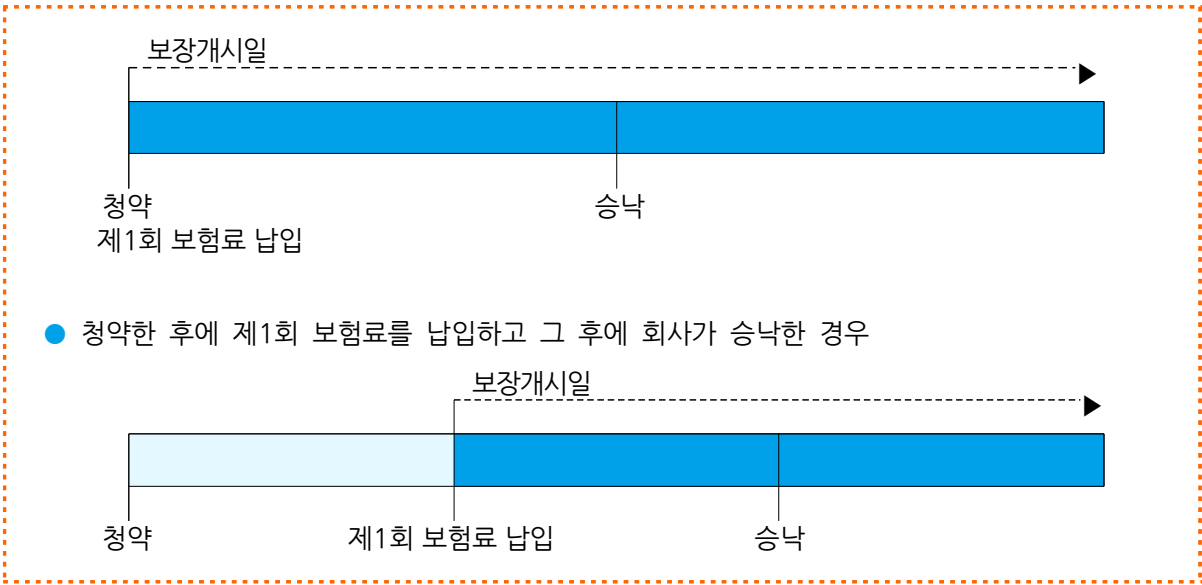 보장개시일
청약
승낙
제1회 보험료 납입
청약한 후에 제1회 보험료를 납입하고 그 후에 회사가 승낙한 경우
보장개시일
청약
제1회 보험료 납입
승낙